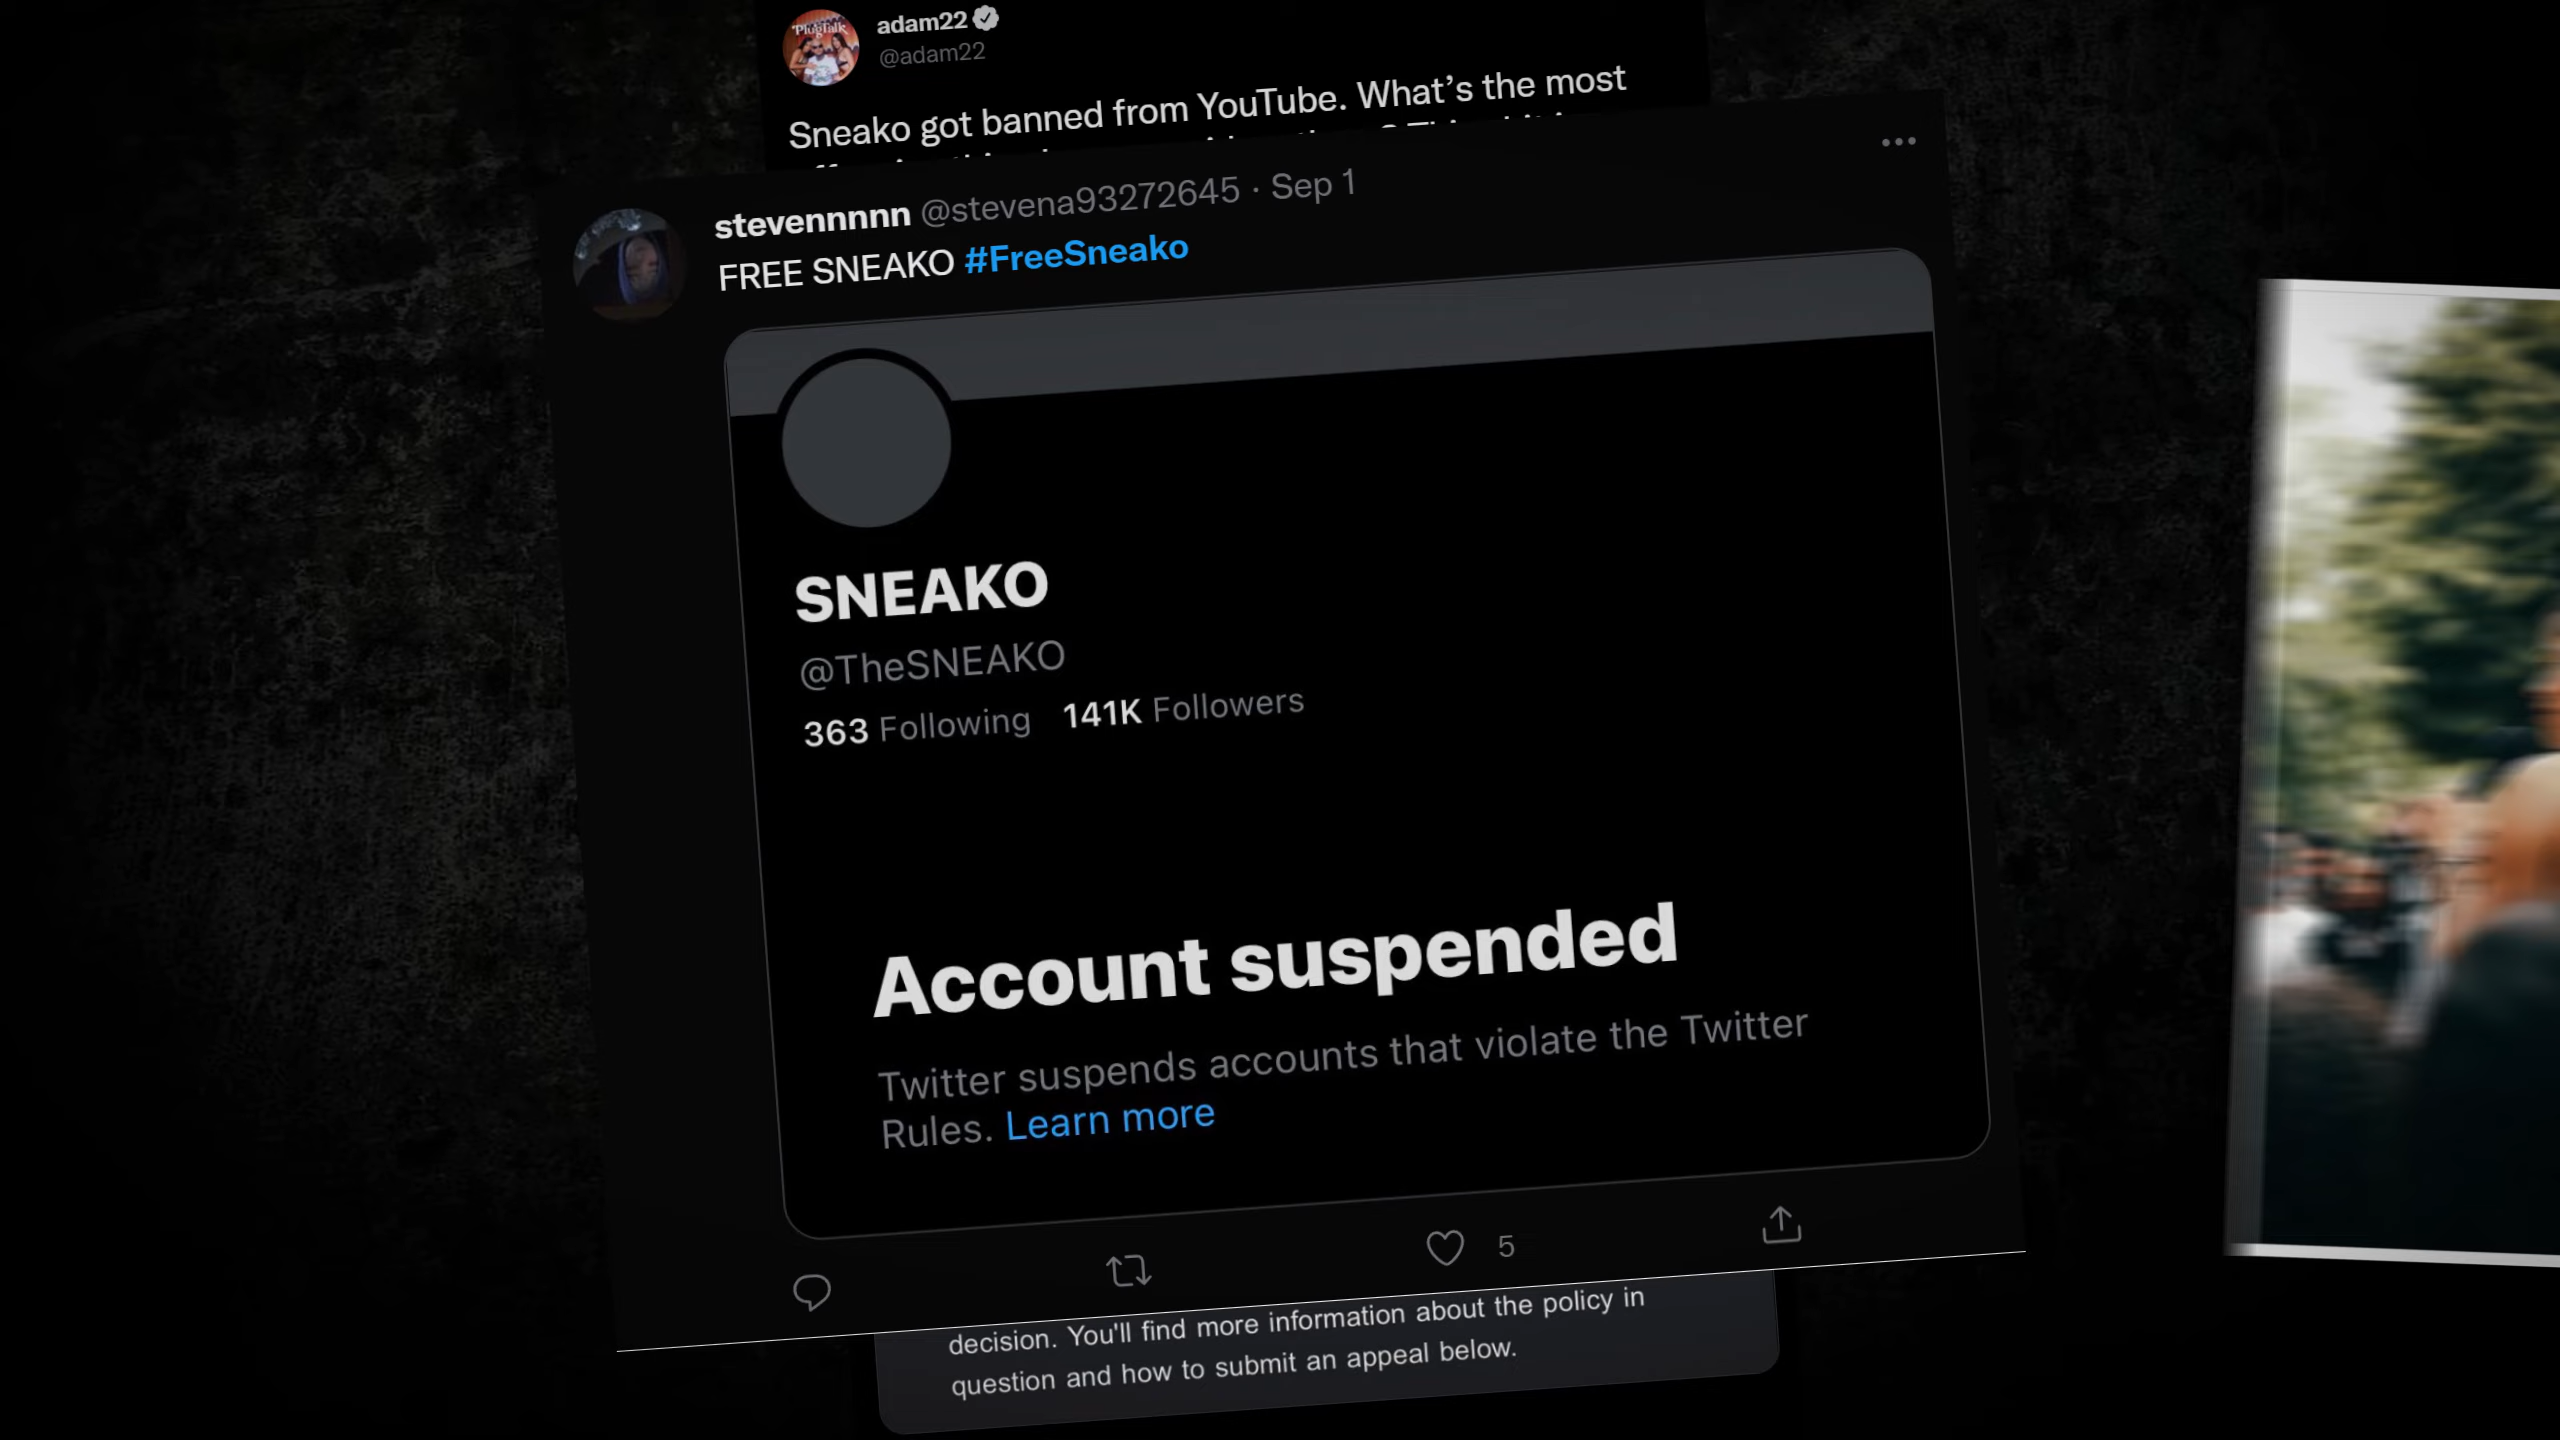 PlugTalk
adam22
@adam22
Sneako got banned from YouTube. What's the most
stevennnnn @stevena93272645 · Sep 1
FREE SNEAKO #FreeSneako
SNEAKO
@TheSNEAKO
363 Following 141K Followers
Account suspended
Twitter suspends accounts that violate the Twitter
Rules. Learn more
5
decision. You'll find more information about the policy in
question and how to submit an appeal below.